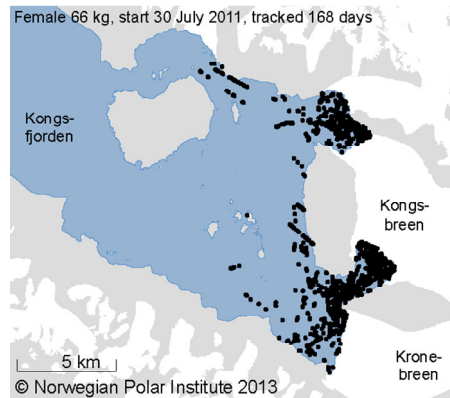 Female 66 kg, start 30 July 2011, tracked 168 days
Kongs-
fjorden
Kongs-
breen
5 km
Krone-
breen
© Norwegian Polar Institute 2013